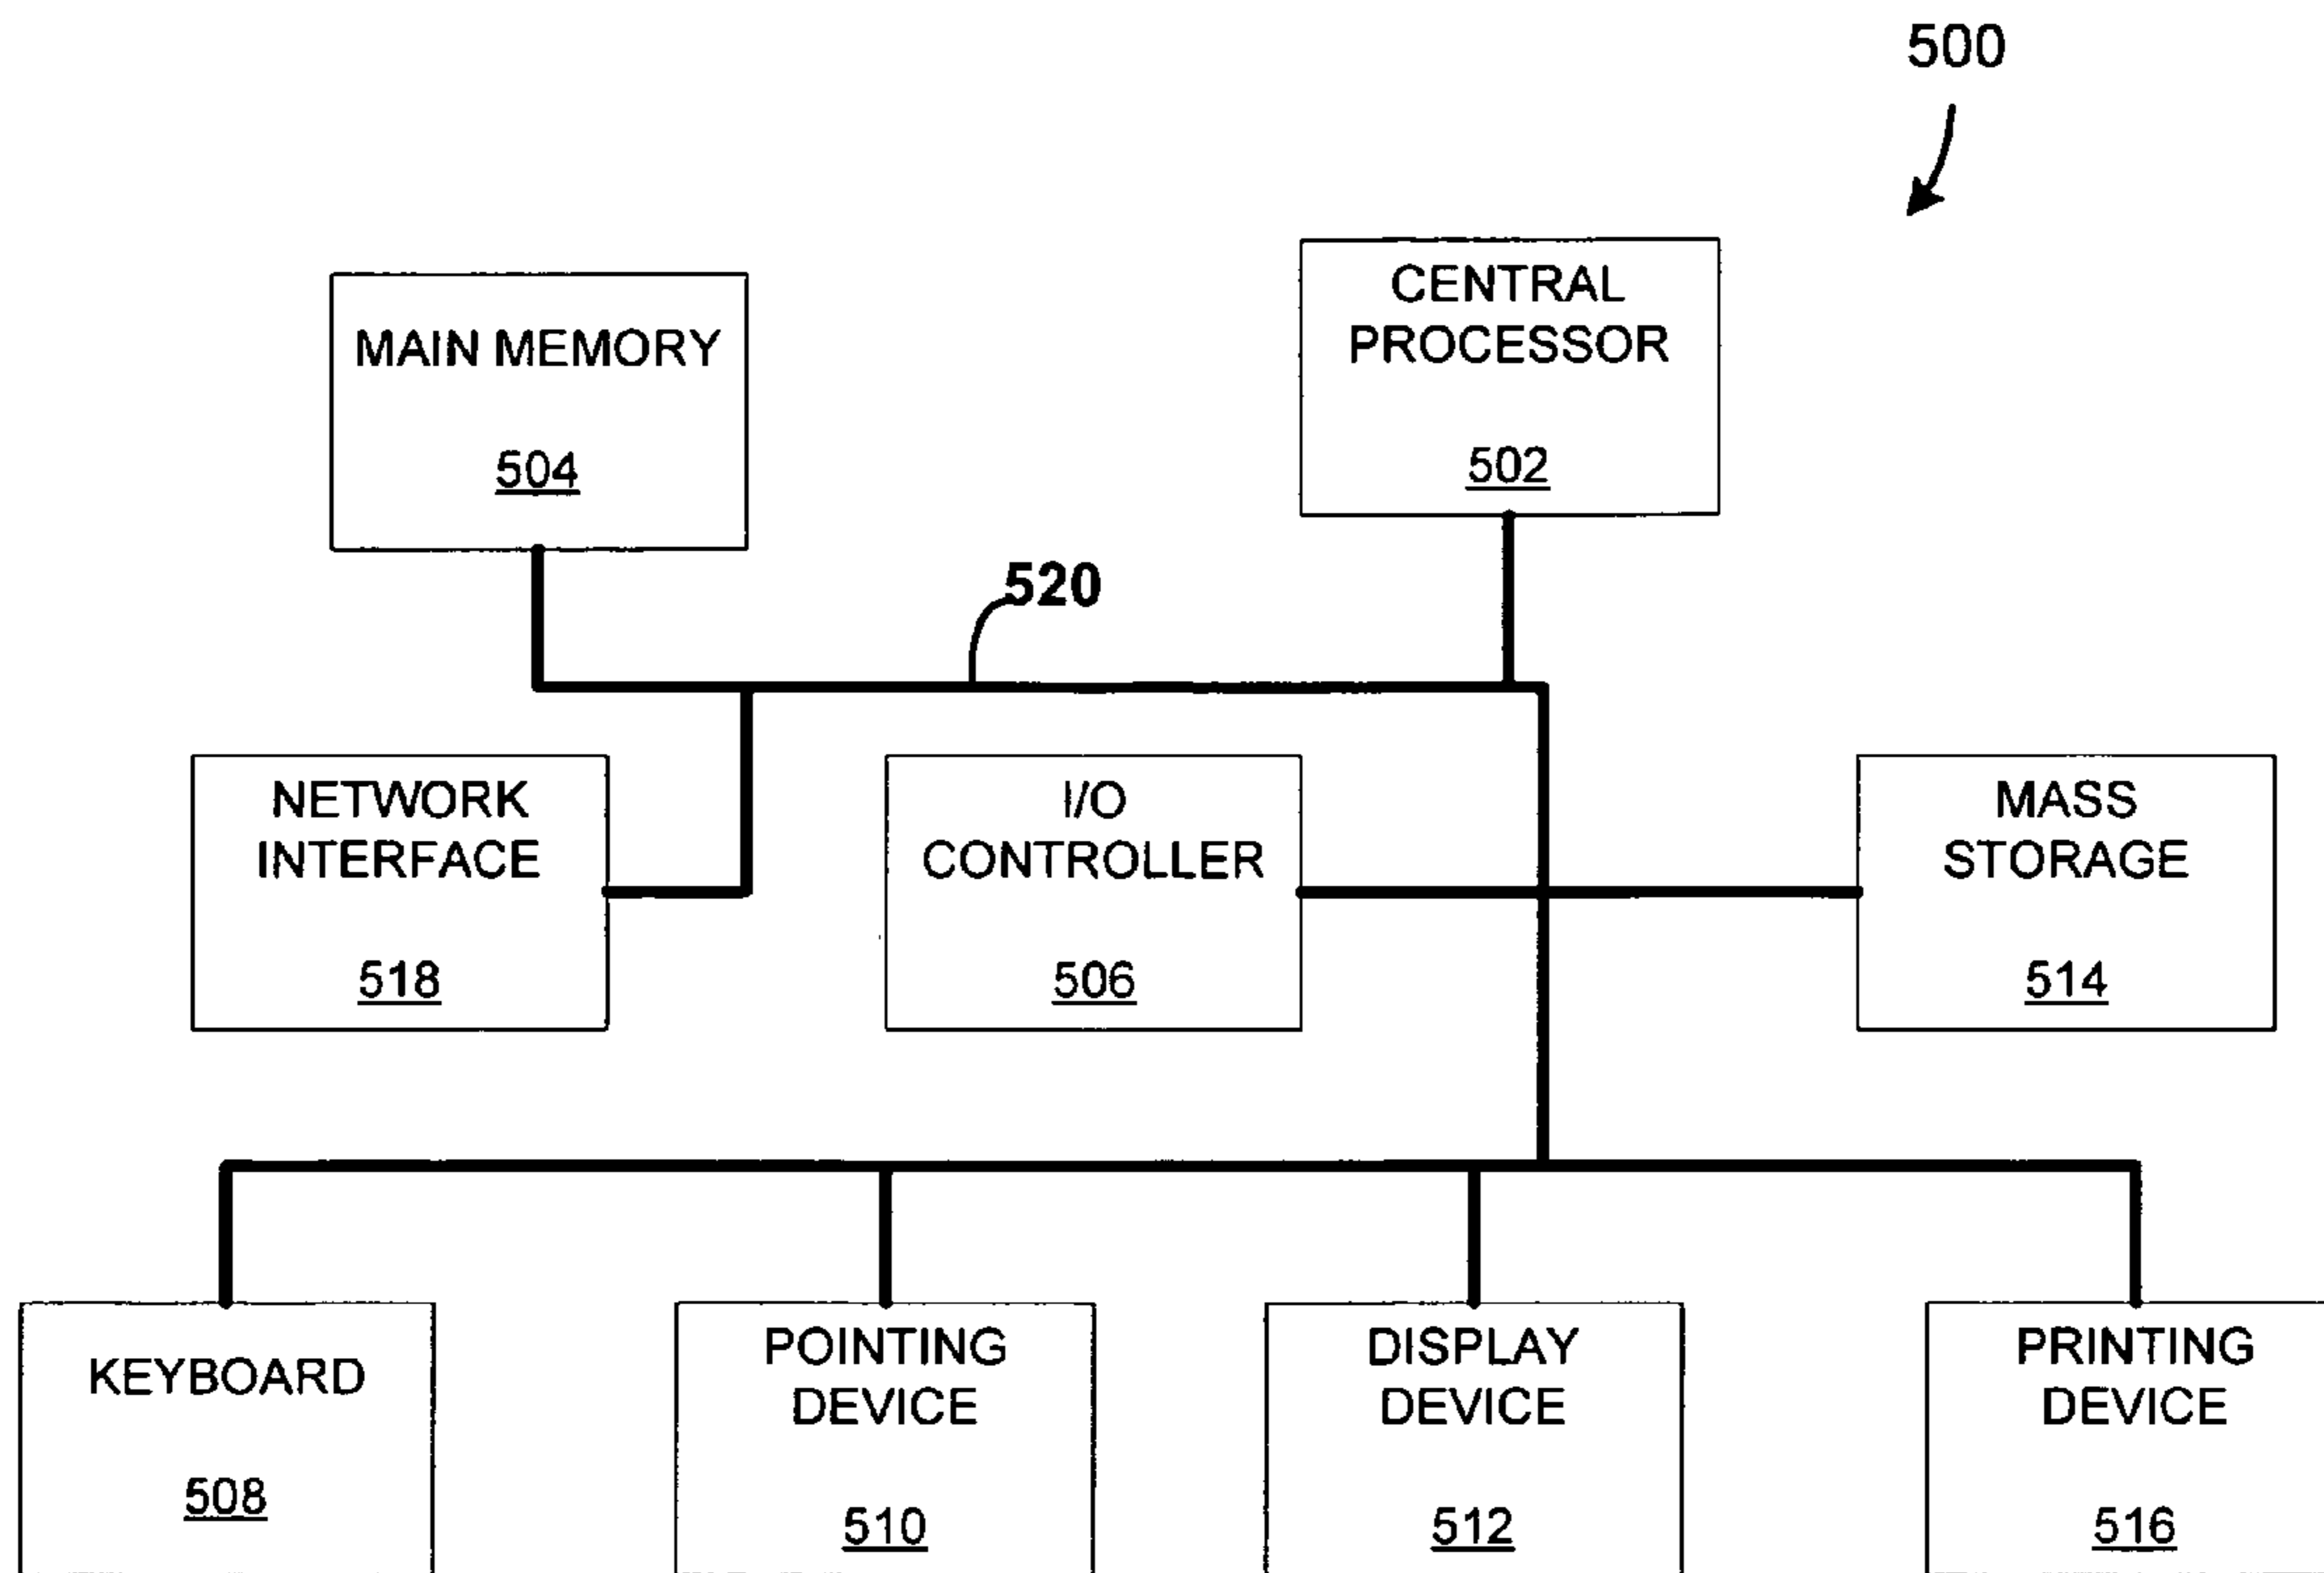 500
CENTRAL
PROCESSOR
502
MAIN MEMORY
504
520
NETWORK
INTERFACE
518
I/O
CONTROLLER
506
MASS
STORAGE
514
KEYBOARD
508
POINTING
DEVICE
510
DISPLAY
DEVICE
512
PRINTING
DEVICE
516